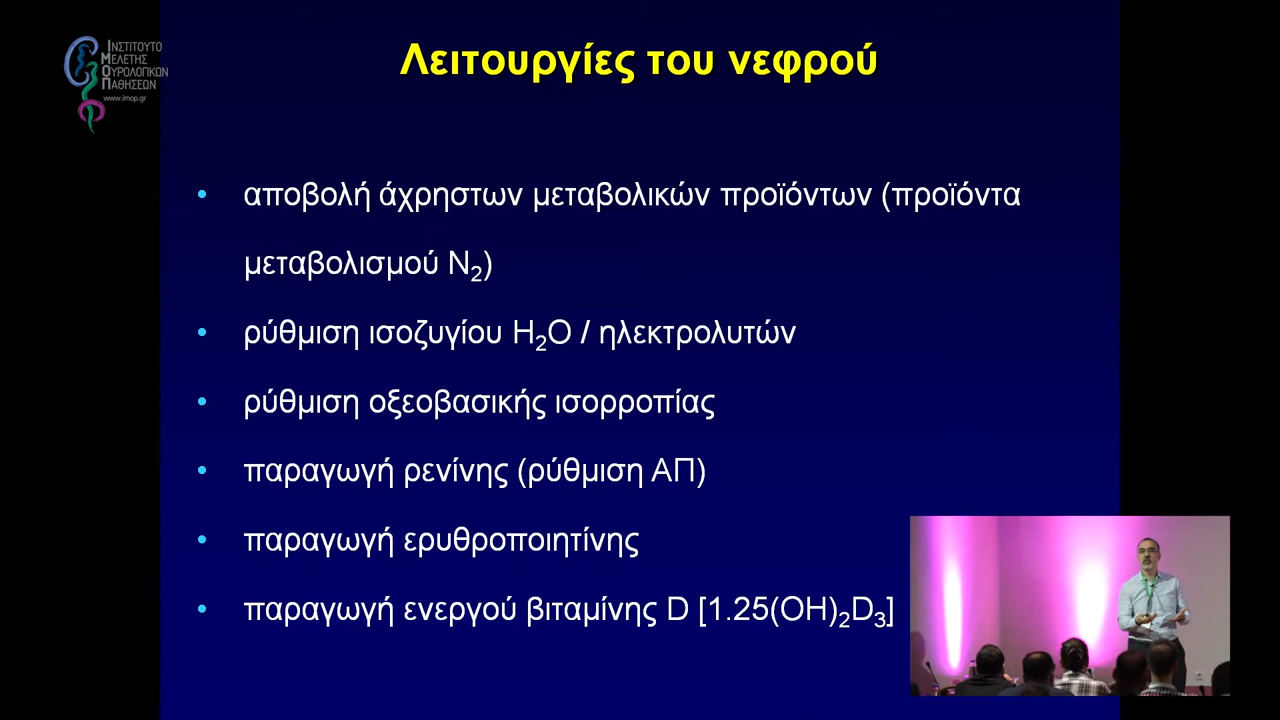 ΙΝΣΤΙΤΟΥΤΟ
ΜΕΛΕΤΗΣ
ΟΥΡΟΛΟΓΙΚΩΝ
ΠΑΘΗΣΕΩΝ
www.imop.gr
Λειτουργίες του νεφρού
• αποβολή άχρηστων μεταβολικών προϊόντων (προϊόντα
μεταβολισμού N₂)
• ρύθμιση ισοζυγίου H₂O / ηλεκτρολυτών
• ρύθμιση οξεοβασικής ισορροπίας
• παραγωγή ρενίνης (ρύθμιση ΑΠ)
• παραγωγή ερυθροποιητίνης
• παραγωγή ενεργού βιταμίνης D [1.25(OH)₂D₃]